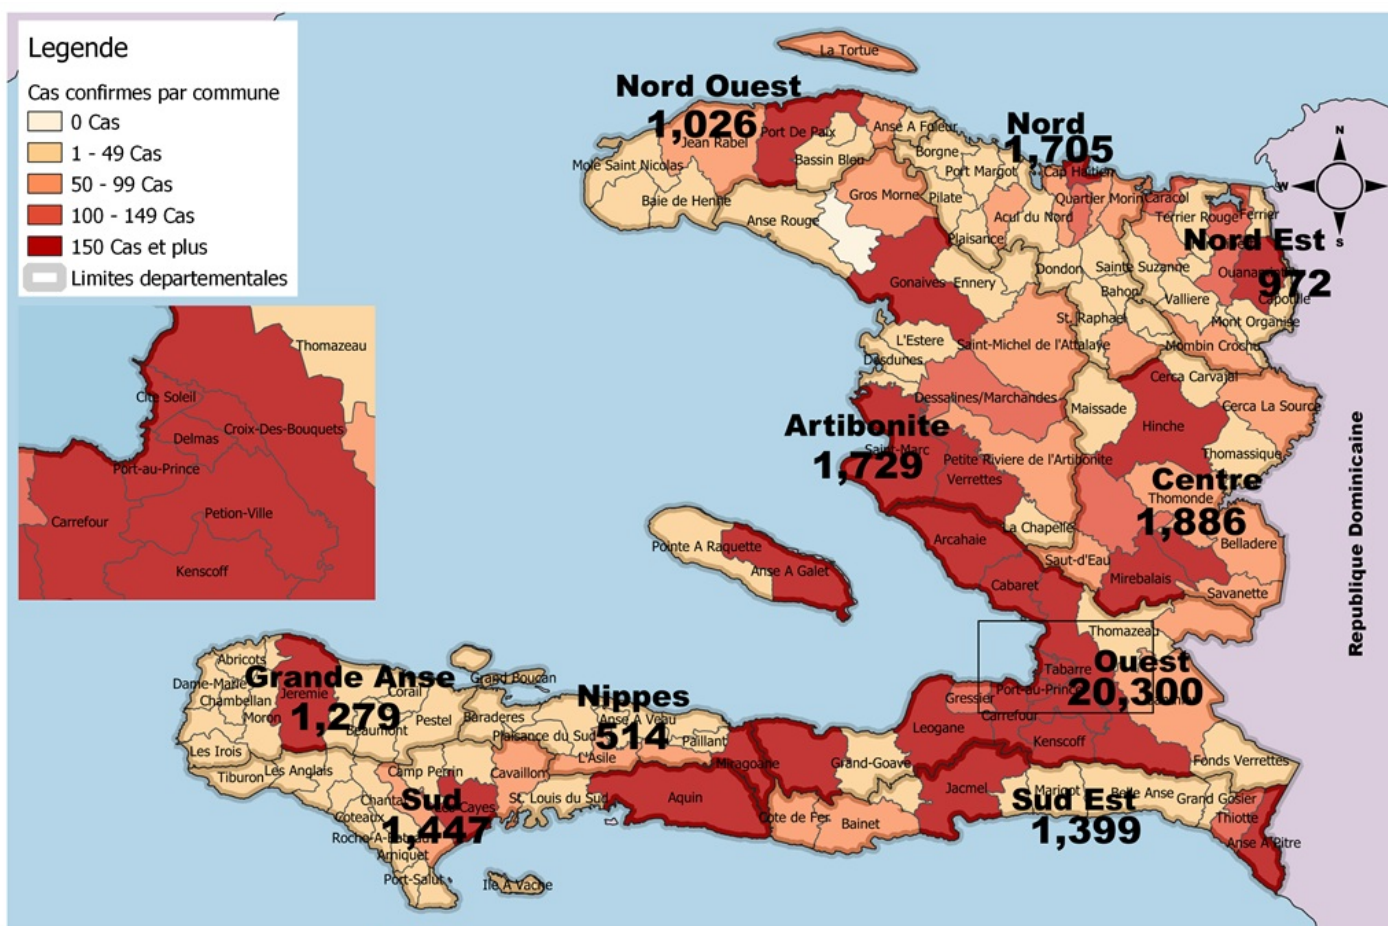 Legende
Cas confirmes par commune
0 Cas
1 - 49 Cas
50 - 99 Cas
100 - 149 Cas
150 Cas et plus
Limites departementales
Thomazeau
Cite Soleil
Croix-Des-Bouquets
Delmas
Port-au-Prince
Carrefour
Petion-Ville
Kenscoff
La Tortue
Nord Ouest
1,026
Port De Paix
Anse A Foleur
Jean Rabel
Mole Saint Nicolas
Bassin Bleu
Baie de Henne
Anse Rouge
Gros Morne
Nord
1,705
Borgne
Port Margot
Cap Haitien
Pilate
Quartier Morin
Caracol
Acul du Nord
Terrier Rouge
Ferrier
Plaisance
Nord Est
972
Dondon
Sainte Suzanne
Capotille
Bahon
Valliere
St. Raphael
Mont Organise
Mombin Crochu
Gonaives
Ennery
L'Estere
Saint-Michel de l'Attalaye
Desdunes
Cerca Carvajal
Dessalines/Marchandes
Maissade
Cerca La Source
Artibonite
1,729
Saint-Marc
Hinche
Petite Riviere de l'Artibonite
Verrettes
Thomassique
Centre
1,886
Thomonde
La Chapelle
Arcahaie
Belladere
Saut-d'Eau
Cabaret
Mirebalais
Savanette
Pointe A Raquette
Anse A Galet
Republique Dominicaine
N
W
S
Thomazeau
Ouest
20,300
Tabarre
Port-au-Prince
Gressier
Carrefour
Leogane
Kenscoff
Fonds Verrettes
Grand-Goave
Abricots
Dame-Marie
Grande Anse
1,279
Jeremie
Corail
Chambellan
Moron
Beaumont
Pestel
Les Irois
Grand Boucan
Nippes
514
Baraderes
Anse A Veau
Plaisance du Sud
Paillant
L'Asile
Miragoane
Tiburon
Les Anglais
Camp Perrin
Cavaillon
Sud
1,447
St. Louis du Sud
Aquin
Coteaux
Arniquet
Port-Salut
Ile A Vache
Cote de Fer
Bainet
Jacmel
Sud Est
1,399
Marigot
Belle Anse
Grand Gosier
Thiotte
Anse A Pitre